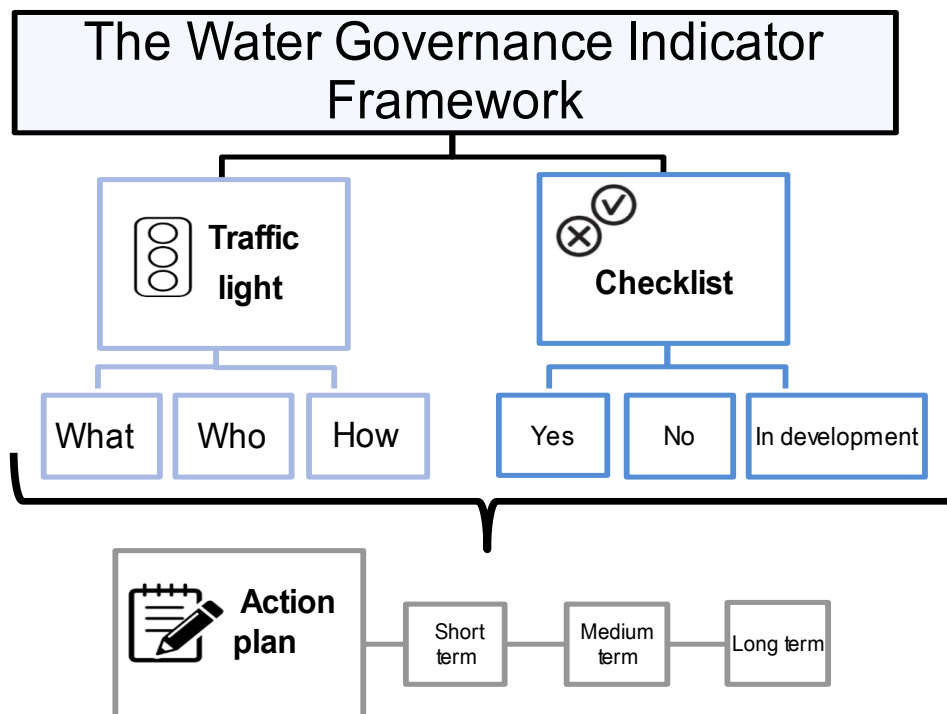 The Water Governance Indicator
Framework
Traffic
light
Checklist
What
Who
How
Yes
No
In development
Action
plan
Short
term
Medium
term
Long term